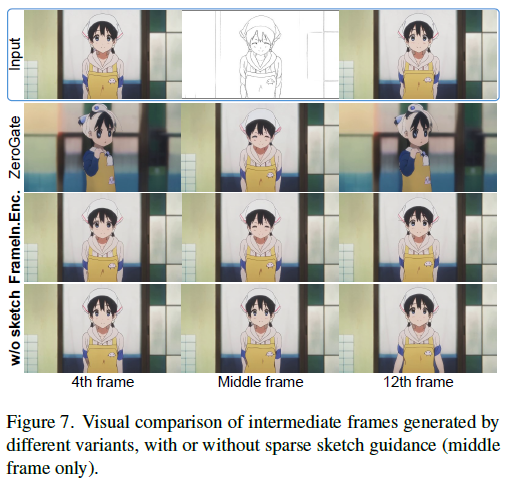 Input
ZeroGate
FrameIn.Enc.
w/o sketch
4th frame Middle frame 12th frame
Figure 7. Visual comparison of intermediate frames generated by
different variants, with or without sparse sketch guidance (middle
frame only).